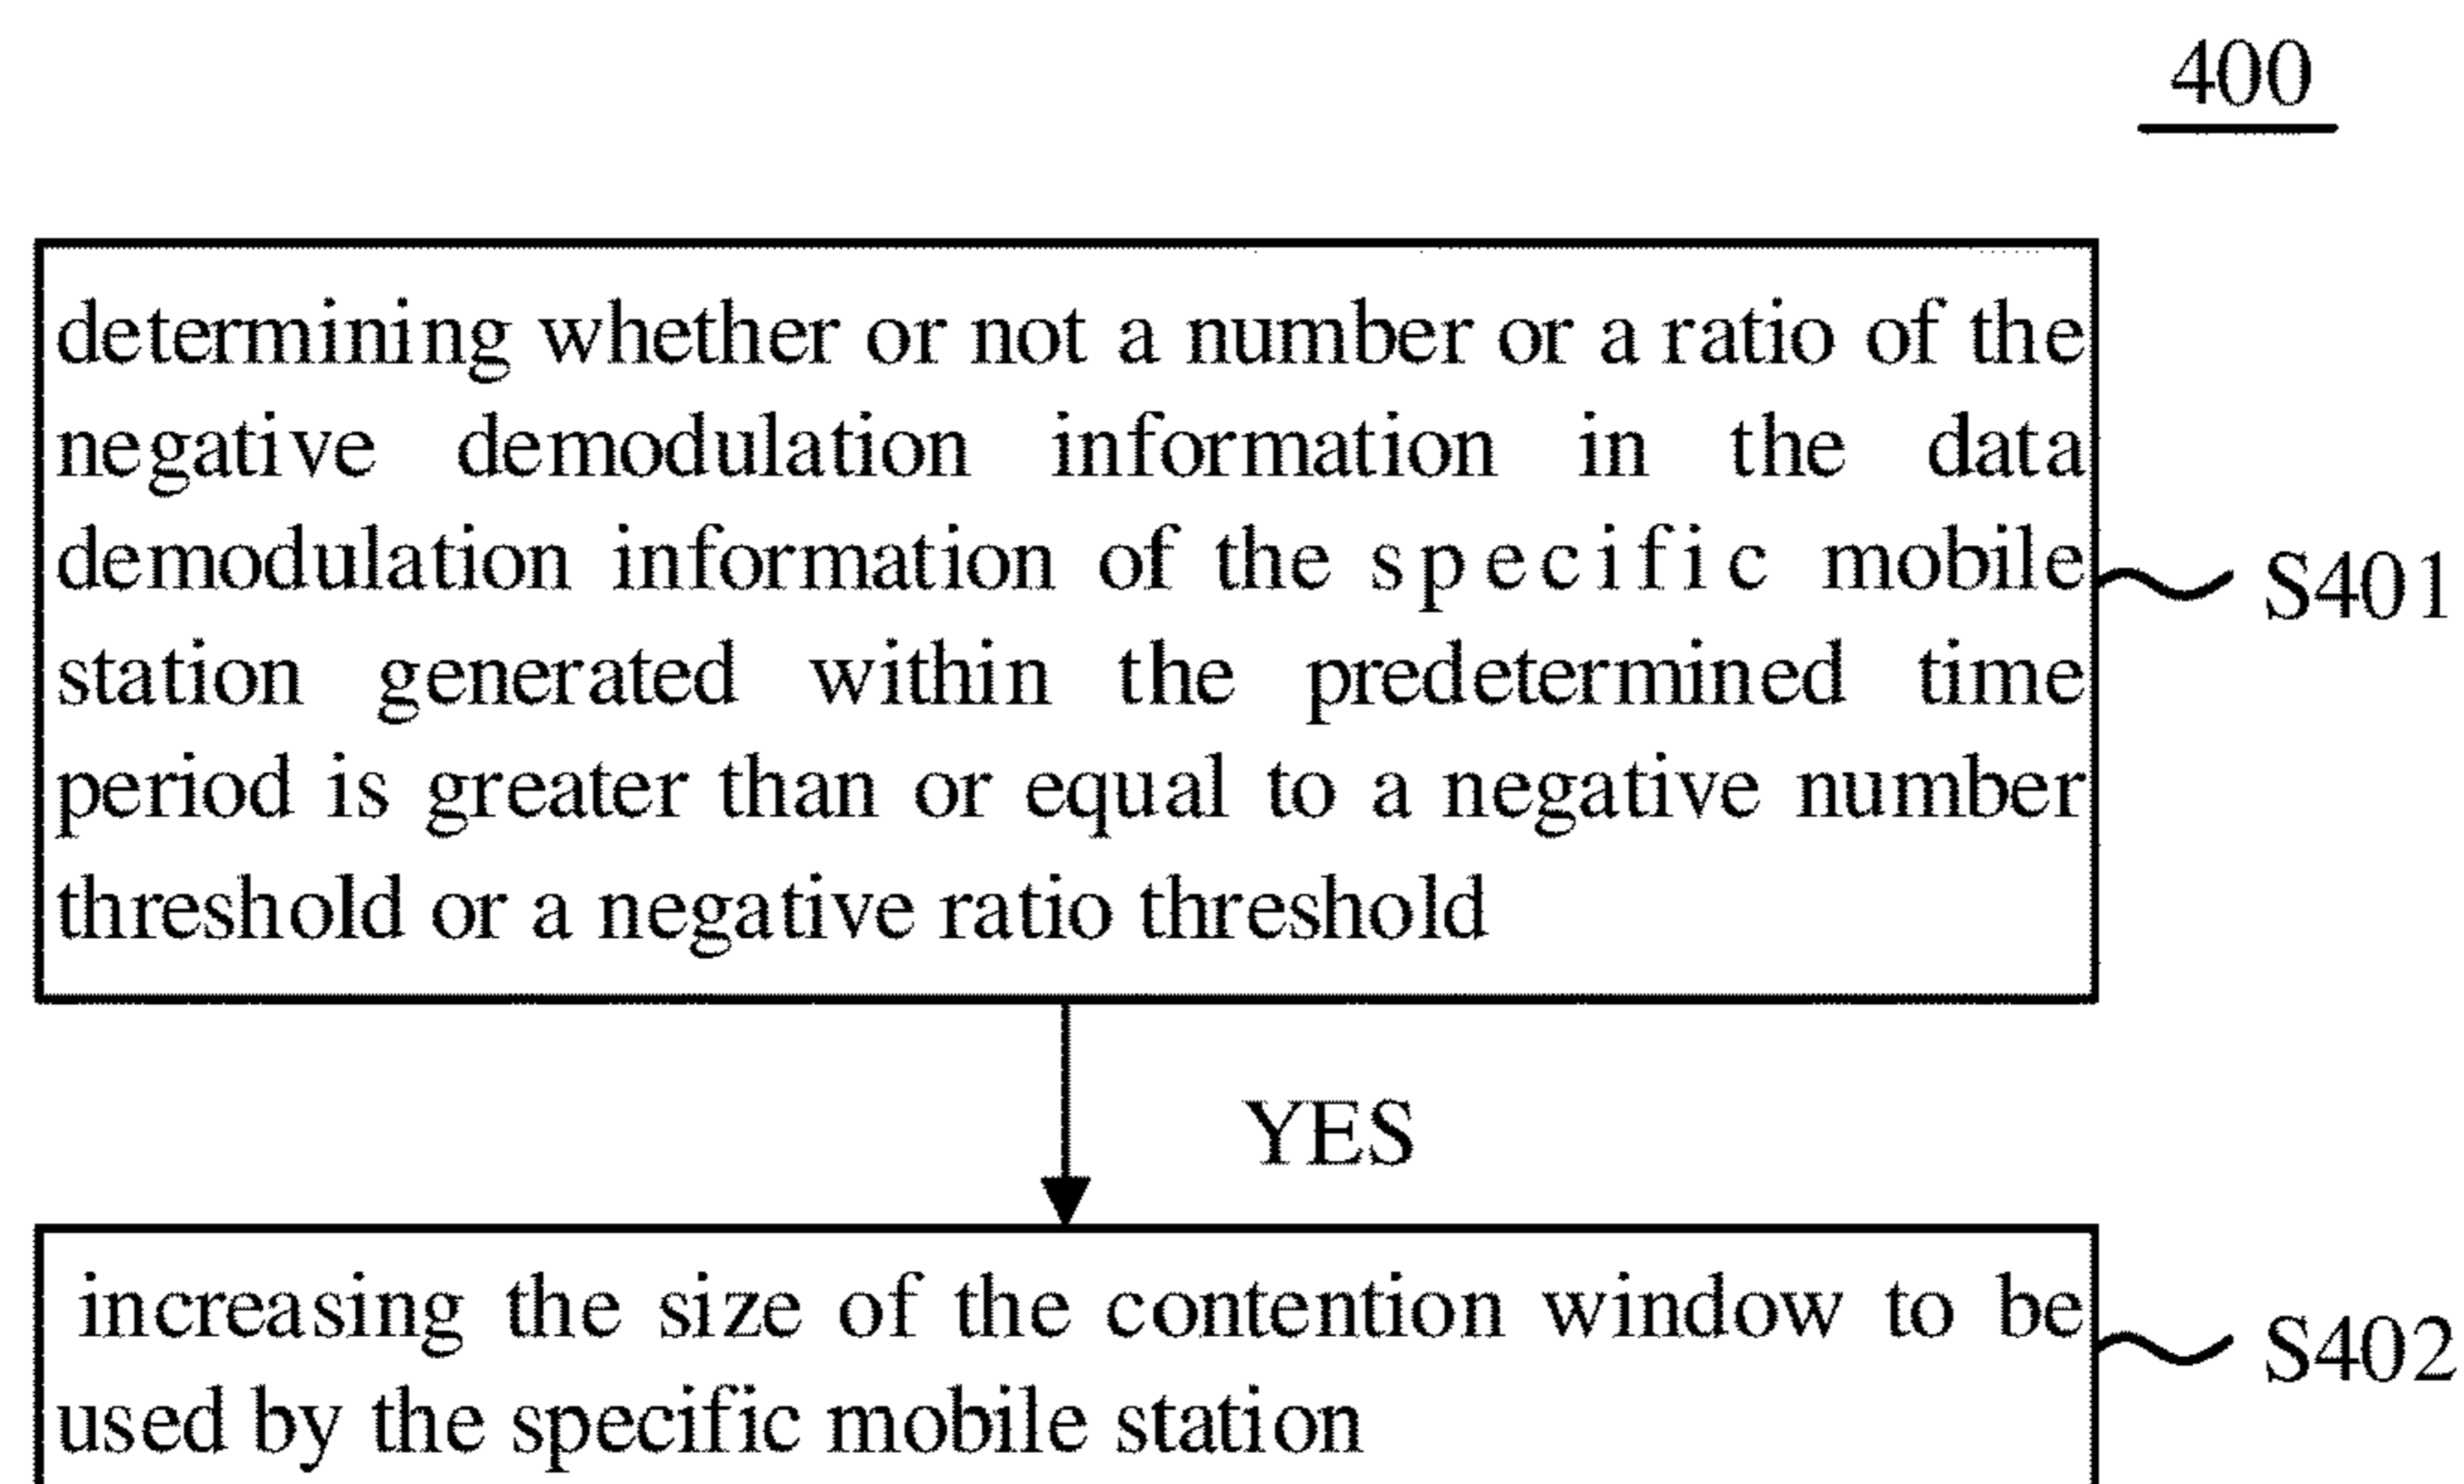 400
determining whether or not a number or a ratio of the
negative demodulation information in the data
demodulation information of the specific mobile
station generated within the predetermined time
period is greater than or equal to a negative number
threshold or a negative ratio threshold
S401
YES
increasing the size of the contention window to be
used by the specific mobile station
S402